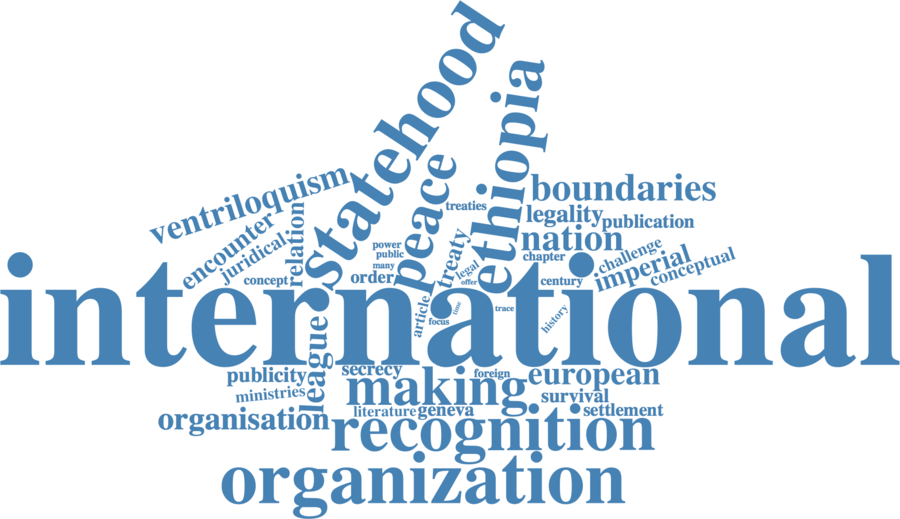 statehood
ethiopia
peace
ventriloquism
boundaries
treaties
legality
publication
encounter
relation
nation
juridical
power
public
many
treaty
chapter
challenge
imperial
conceptual
concept
order
legal
offer
century
international
article
time
focus
trace
history
league
publicity
secrecy
making
foreign
european
ministries
survival
organisation
literature
geneva
settlement
recognition
organization